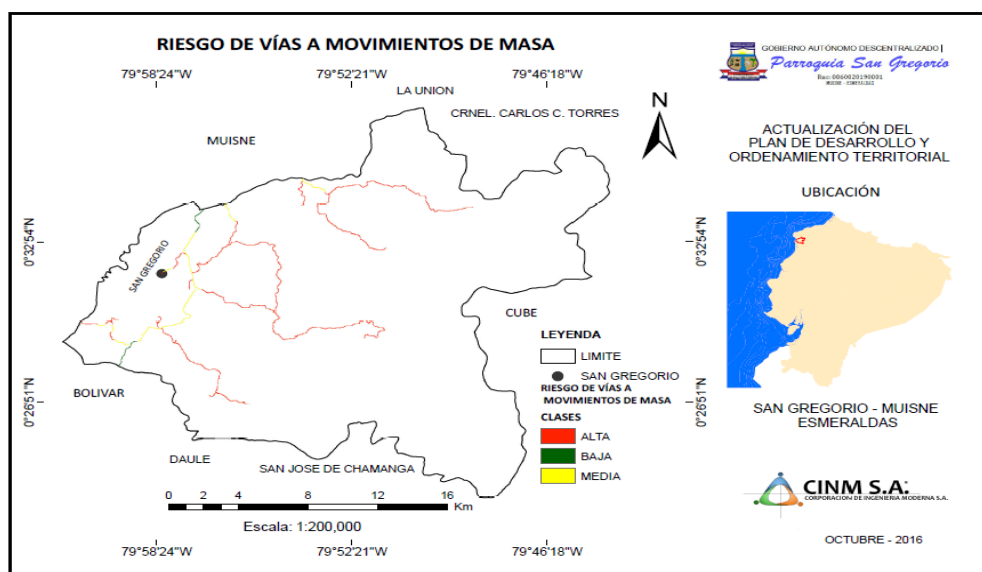 RIESGO DE VÍAS A MOVIMIENTOS DE MASA
79°58'24"W
79°52'21"W
79°46'18"W
LA UNION
CRNEL. CARLOS C. TORRES
MUISNE
N
0°32'54"N
0°32'54"N
SAN GREGORIO
CUBE
BOLIVAR
0°26'51"N
0°26'51"N
DAULE
SAN JOSE DE CHAMANGA
LEYENDA
LIMITE
SAN GREGORIO
RIESGO DE VÍAS A
MOVIMIENTOS DE MASA
CLASES
ALTA
BAJA
MEDIA
0 2 4 8 12 16
Km
Escala: 1:200,000
79°58'24"W
79°52'21"W
79°46'18"W
GOBIERNO AUTÓNOMO DESCENTRALIZADO |
Parroquia San Gregorio
MUISNE - ESMERALDAS
ACTUALIZACIÓN DEL
PLAN DE DESARROLLO Y
ORDENAMIENTO TERRITORIAL
UBICACIÓN
SAN GREGORIO - MUISNE
ESMERALDAS
CINM S.A.
CORPORACION DE INGENIERIA MODERNA S.A.
OCTUBRE - 2016